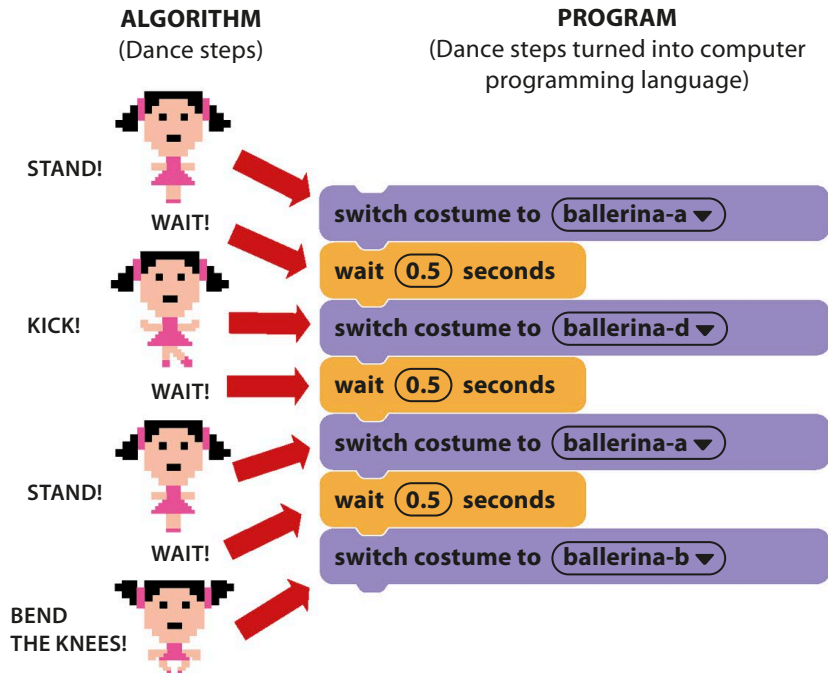 ALGORITHM
(Dance steps)
PROGRAM
(Dance steps turned into computer
programming language)
STAND!
switch costume to ballerina-a
WAIT!
wait 0.5 seconds
KICK!
switch costume to ballerina-d
WAIT!
wait 0.5 seconds
STAND!
switch costume to ballerina-a
WAIT!
wait 0.5 seconds
BEND
THE KNEES!
switch costume to ballerina-b